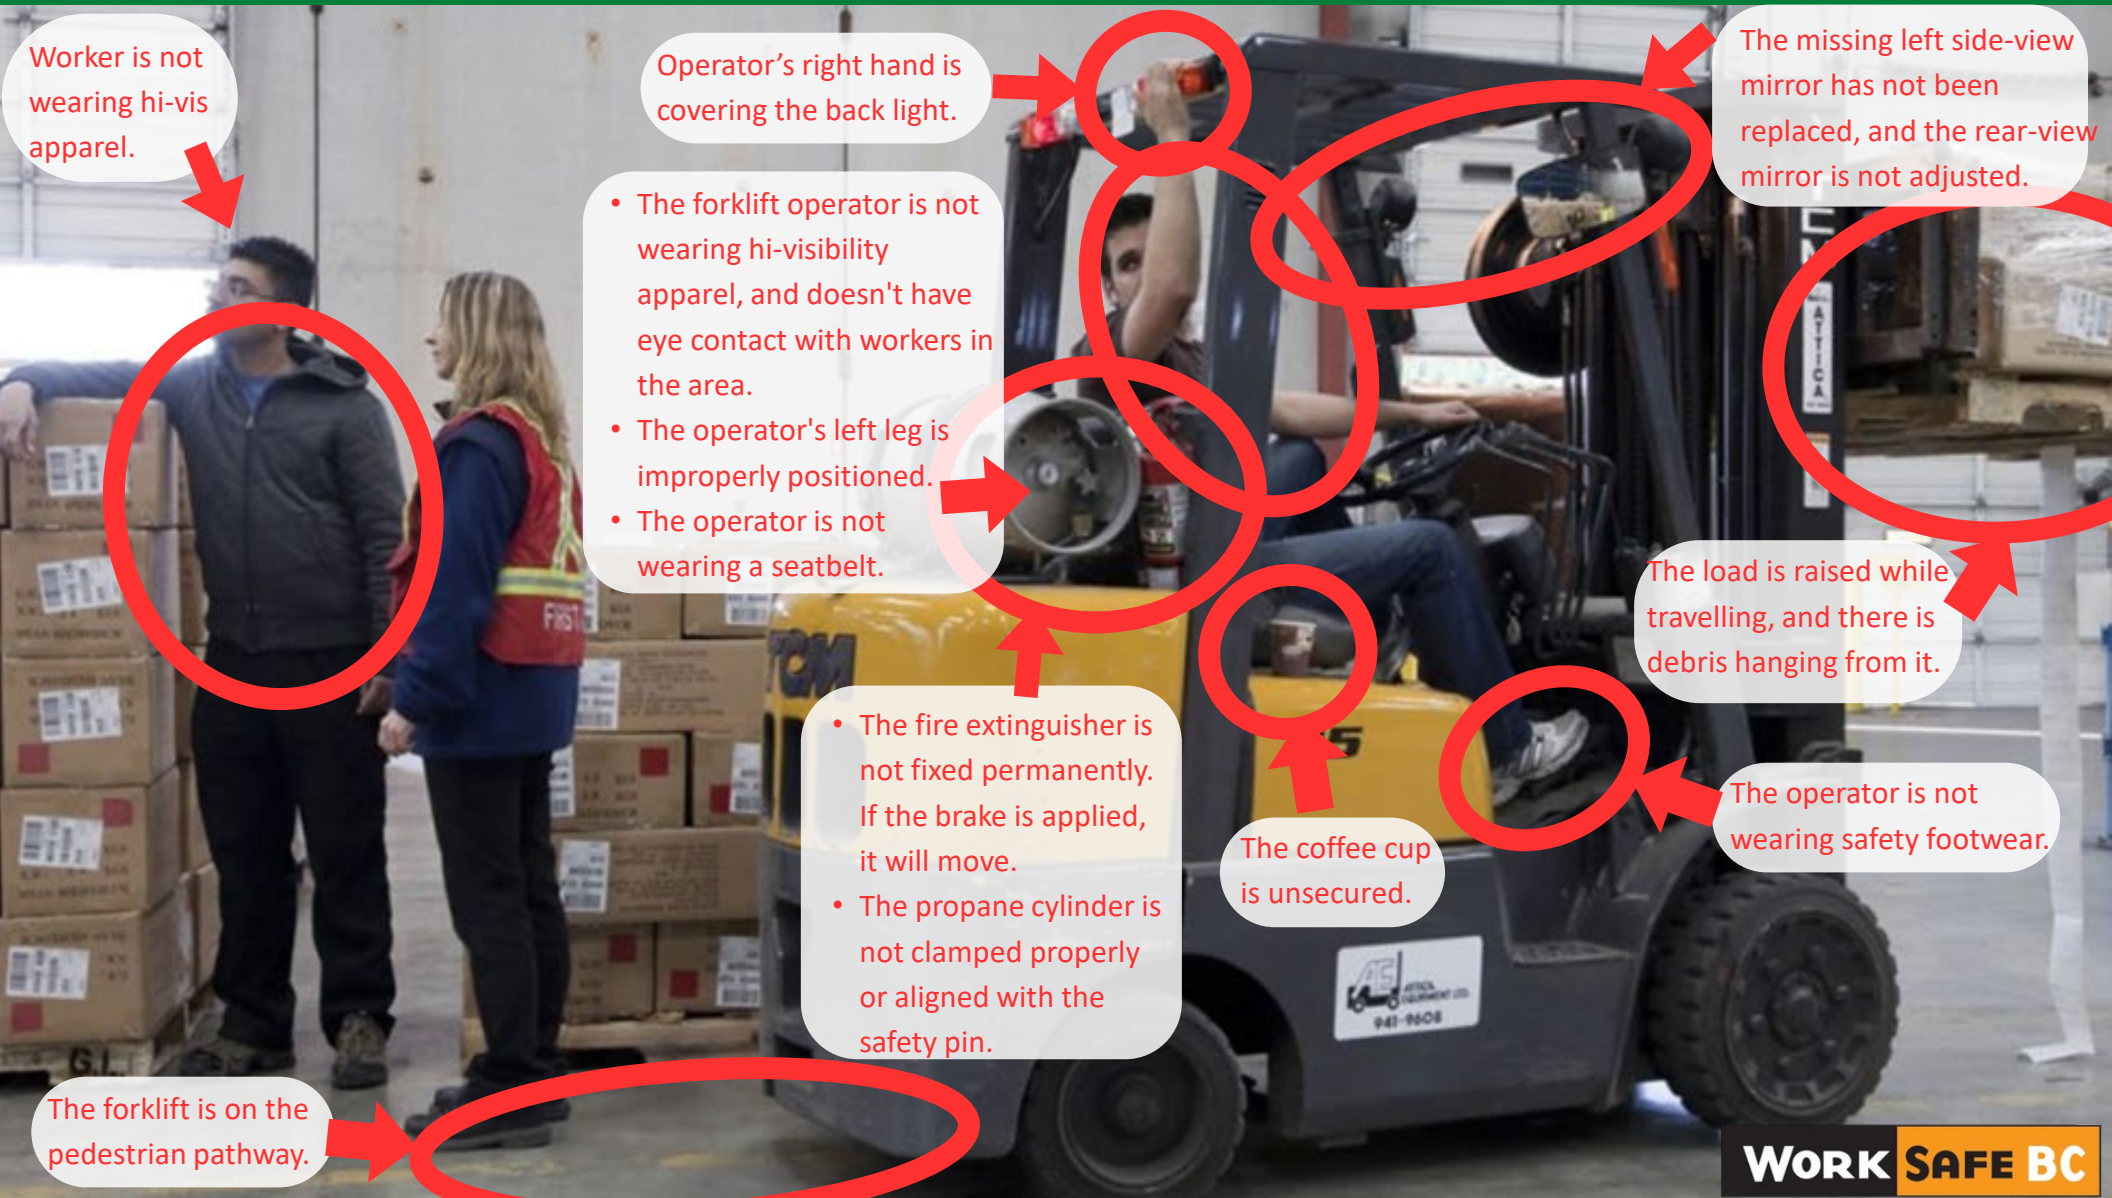 Worker is not
wearing hi-vis
apparel.
Operator’s right hand is
covering the back light.
The missing left side-view
mirror has not been
replaced, and the rear-view
mirror is not adjusted.
• The forklift operator is not
wearing hi-visibility
apparel, and doesn't have
eye contact with workers in
the area.
• The operator's left leg is
improperly positioned.
• The operator is not
wearing a seatbelt.
ATTICA
The load is raised while
travelling, and there is
debris hanging from it.
FIRST
TCM
• The fire extinguisher is
not fixed permanently.
If the brake is applied,
it will move.
• The propane cylinder is
not clamped properly
or aligned with the
safety pin.
The coffee cup
is unsecured.
The operator is not
wearing safety footwear.
ATTICA
EQUIPMENT LTD.
941-9608
The forklift is on the
pedestrian pathway.
WORK SAFE BC